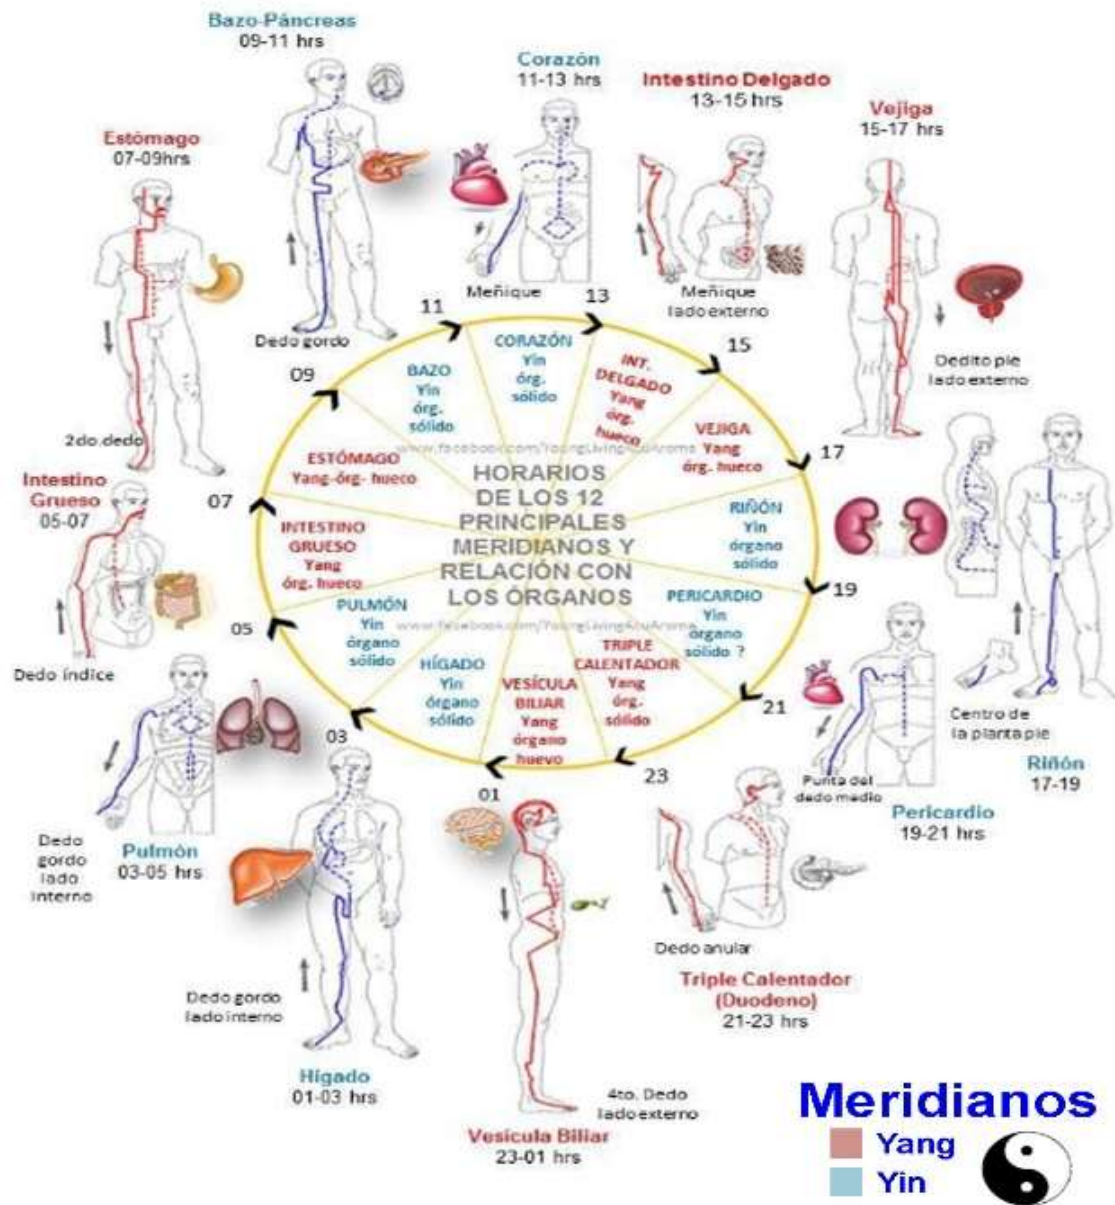 Bazo-Páncreas
09-11 hrs
Corazón
11-13 hrs
Intestino Delgado
13-15 hrs
Vejiga
15-17 hrs
Estómago
07-09hrs
Meñique
Meñique
lado externo
Dedo gordo
Dedito pie
lado externo
2do.dedo
Intestino
Grueso
05-07
Dedo índice
11
13
15
17
19
21
23
01
03
05
07
09
CORAZÓN
Yin
órg.
sólido
INT.
DELGADO
Yang
órg.
hueco
VEJIGA
Yang
órg. hueco
RIÑÓN
Yin
órgano
sólido
PERICARDIO
Yin
órgano
sólido ?
TRIPLE
CALENTADOR
Yang
órg.
sólido
VESÍCULA
BILIAR
Yang
órgano
huevo
HÍGADO
Yin
órgano
sólido
PULMÓN
Yin
órgano
sólido
INTESTINO
GRUESO
Yang
órg. hueco
ESTÓMAGO
Yang-órg- hueco
BAZO
Yin
órg.
sólido
www.facebook.com/YoungLivingAcuAroma
HORARIOS
DE LOS 12
PRINCIPALES
MERIDIANOS Y
RELACIÓN CON
LOS ÓRGANOS
www.facebook.com/YoungLivingAcuAroma
Centro de
la planta pie
Riñón
17-19
Punta del
dedo medio
Pericardio
19-21 hrs
Dedo
gordo
lado
interno
Pulmón
03-05 hrs
Dedo anular
Triple Calentador
(Duodeno)
21-23 hrs
Dedo gordo
lado interno
Hígado
01-03 hrs
4to. Dedo
lado externo
Vesícula Biliar
23-01 hrs
Meridianos
Yang
Yin